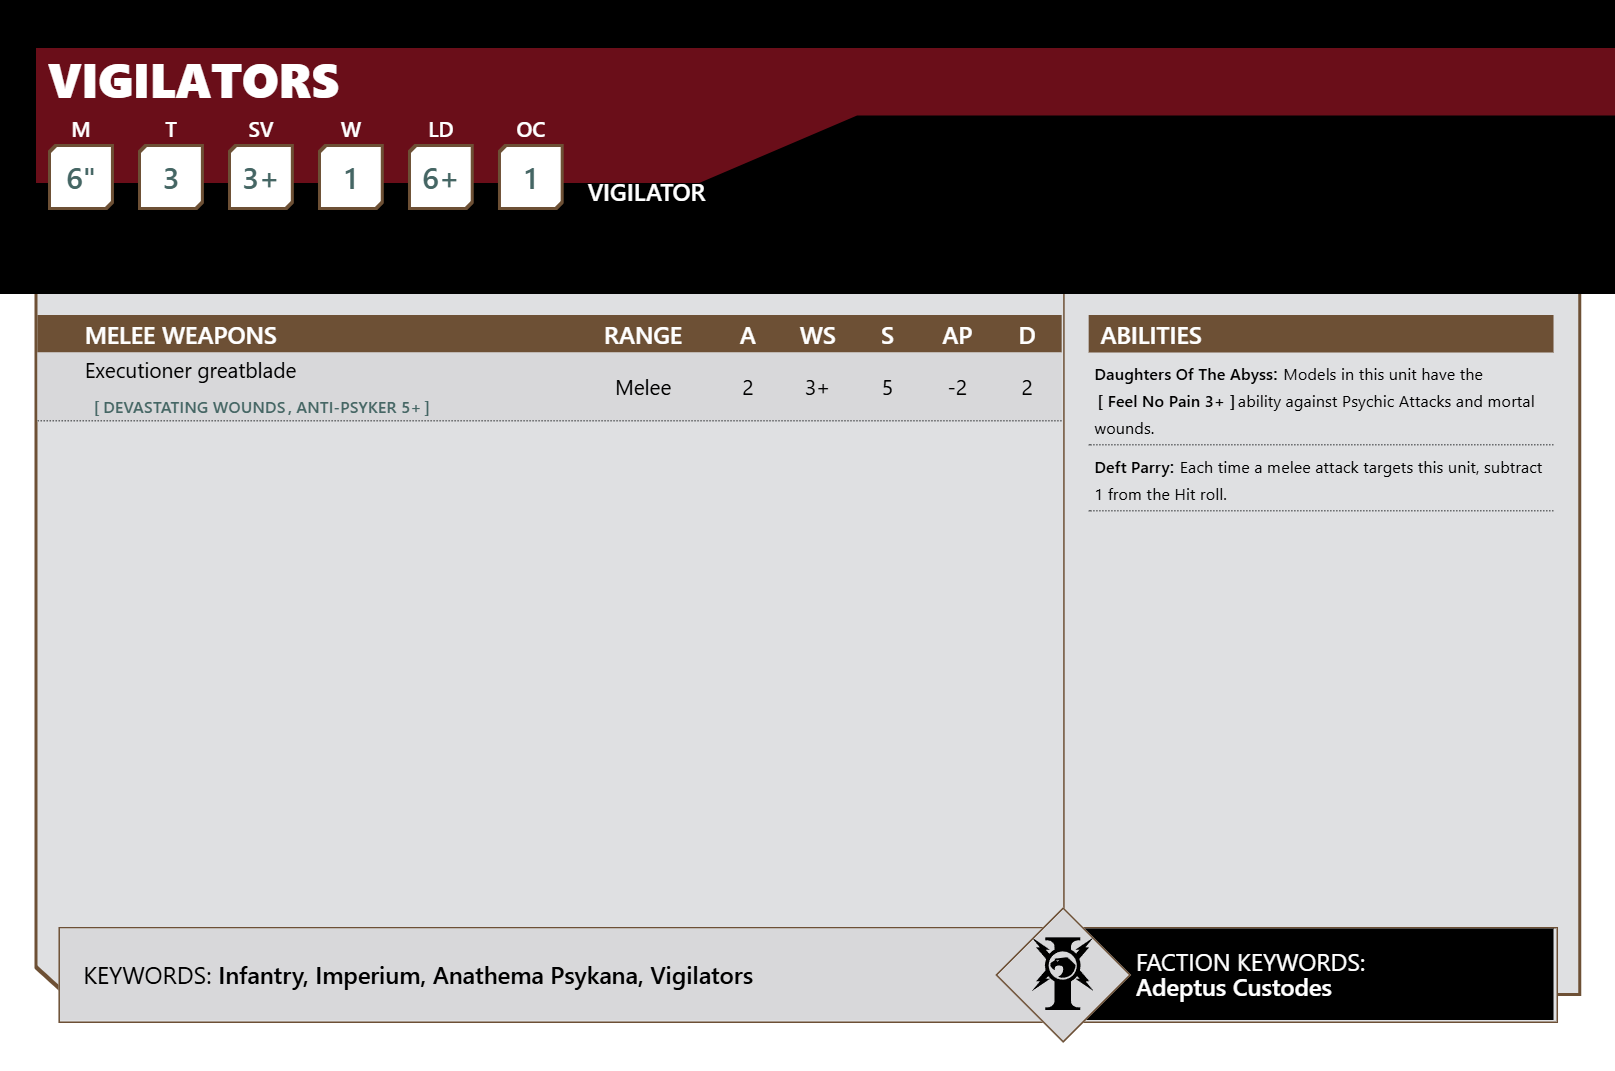 VIGILATORS
M T SV W LD OC
6" 3 3+ 1 6+ 1 VIGILATOR
MELEE WEAPONS RANGE A WS S AP D
Executioner greatblade
[ DEVASTATING WOUNDS , ANTI-PSYKER 5+ ]
Melee 2 3+ 5 -2 2
ABILITIES
Daughters Of The Abyss: Models in this unit have the
[ Feel No Pain 3+ ] ability against Psychic Attacks and mortal
wounds.
Deft Parry: Each time a melee attack targets this unit, subtract
1 from the Hit roll.
KEYWORDS: Infantry, Imperium, Anathema Psykana, Vigilators
FACTION KEYWORDS:
Adeptus Custodes